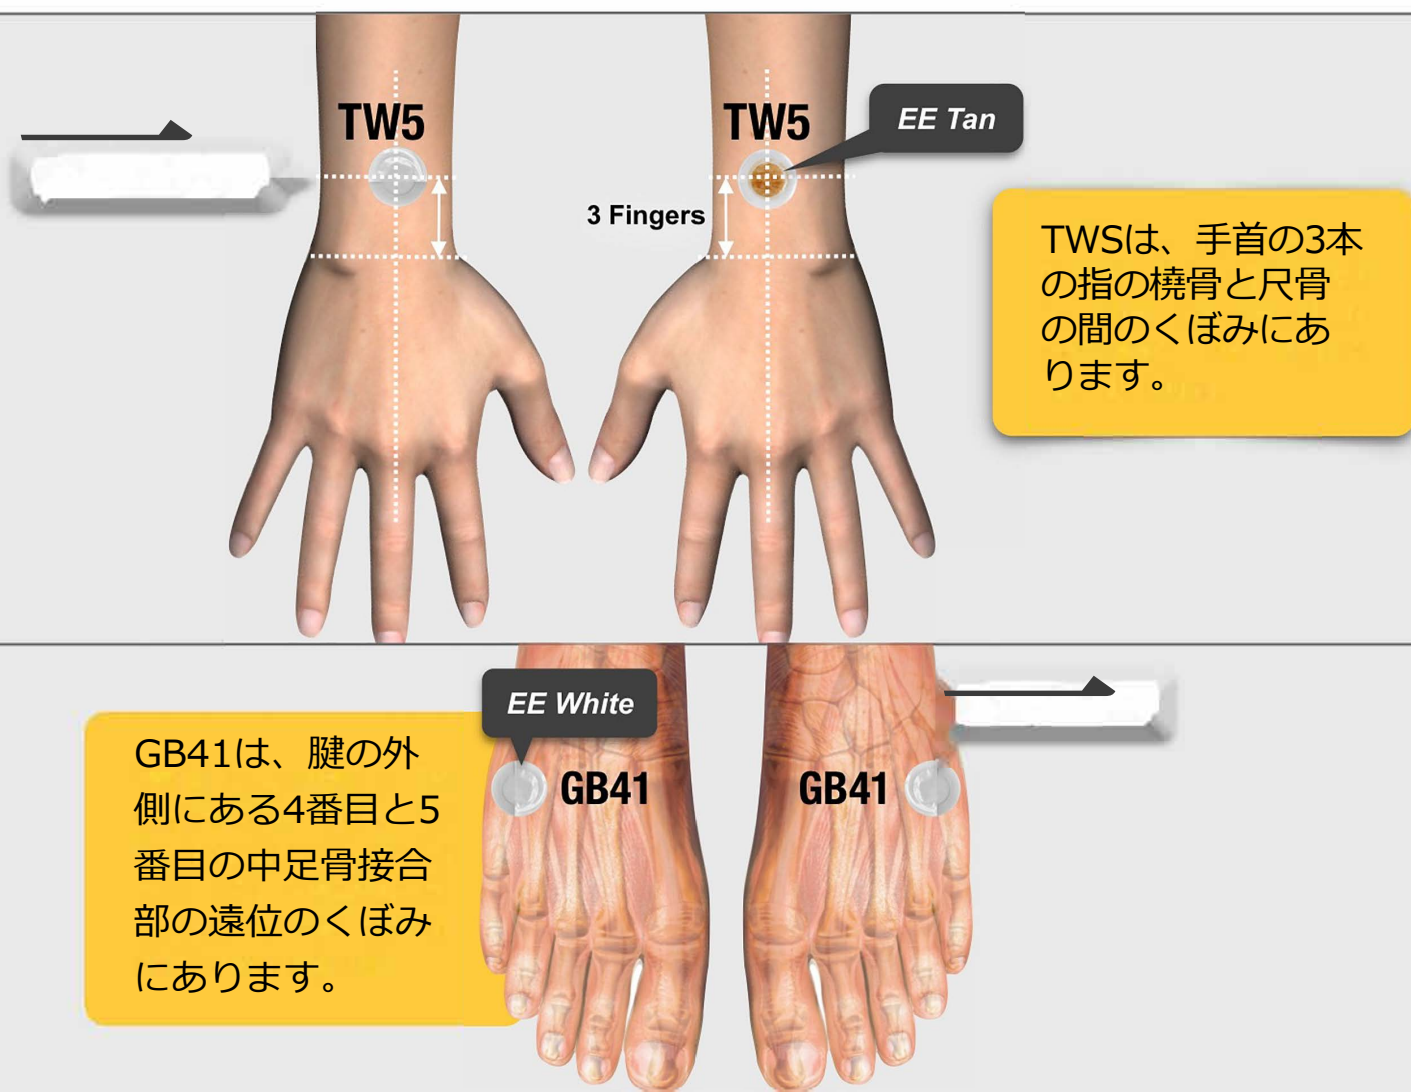 TW5
TW5
EE Tan
3 Fingers
TWSは、手首の3本
の指の橈骨と尺骨
の間のくぼみにあ
ります。
EE White
GB41は、腱の外
側にある4番目と5
番目の中足骨接合
部の遠位のくぼみ
にあります。
GB41
GB41